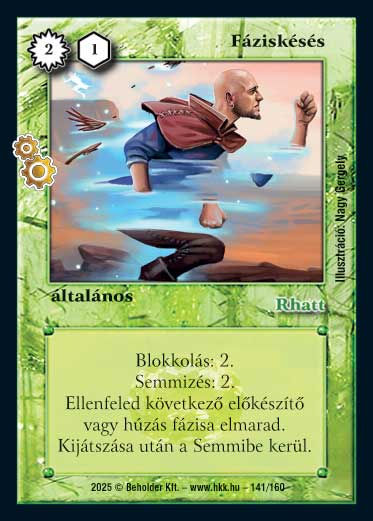 2
1
Fáziskésés
Illusztráció: Nagy Gergely
általános
Rhatt
Blokkolás: 2.
Semmizés: 2.
Ellenfeled következő előkészítő
vagy húzás fázisa elmarad.
Kijátszása után a Semmibe kerül.
2025 © Beholder Kft. – www.hkk.hu – 141/160